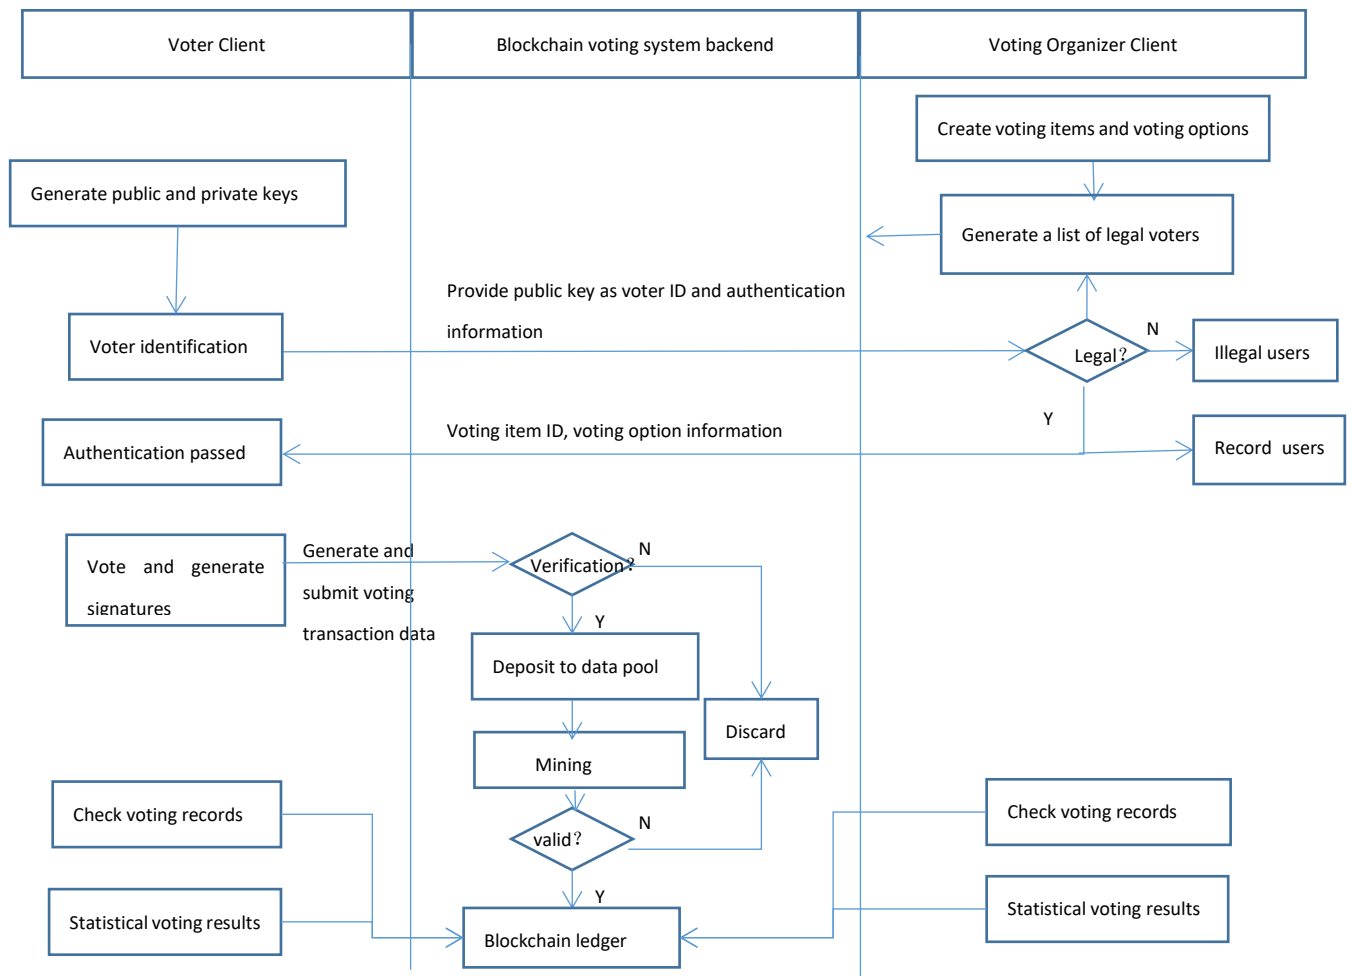 Voter Client
Blockchain voting system backend
Voting Organizer Client
Create voting items and voting options
Generate public and private keys
Generate a list of legal voters
Provide public key as voter ID and authentication
information
N
Voter identification
Legal？
Illegal users
Y
Voting item ID, voting option information
Authentication passed
Record users
Generate and
submit voting
transaction data
Vote and generate
signatures
N
Verification？
Y
Deposit to data pool
Discard
Mining
Check voting records
N
valid？
Check voting records
Y
Statistical voting results
Blockchain ledger
Statistical voting results